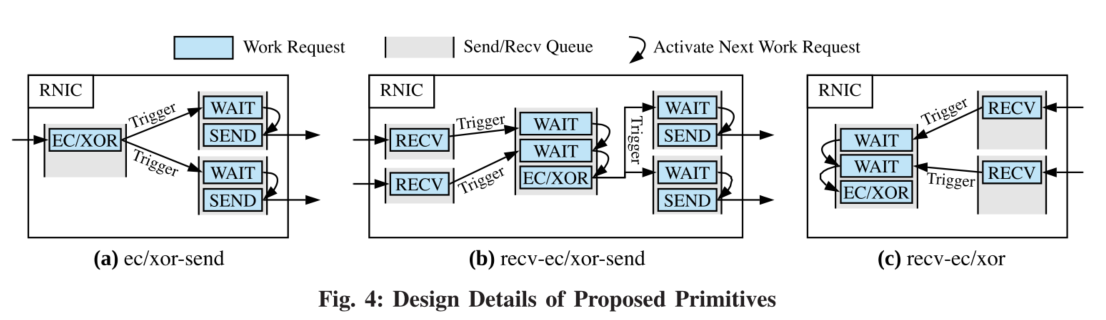 Work Request
Send/Recv Queue
Activate Next Work Request
RNIC
EC/XOR
Trigger
Trigger
WAIT
SEND
WAIT
SEND
(a) ec/xor-send
RNIC
RECV
RECV
Trigger
Trigger
WAIT
WAIT
EC/XOR
Trigger
WAIT
SEND
WAIT
SEND
(b) recv-ec/xor-send
RNIC
WAIT
WAIT
EC/XOR
Trigger
Trigger
RECV
RECV
(c) recv-ec/xor
Fig. 4: Design Details of Proposed Primitives